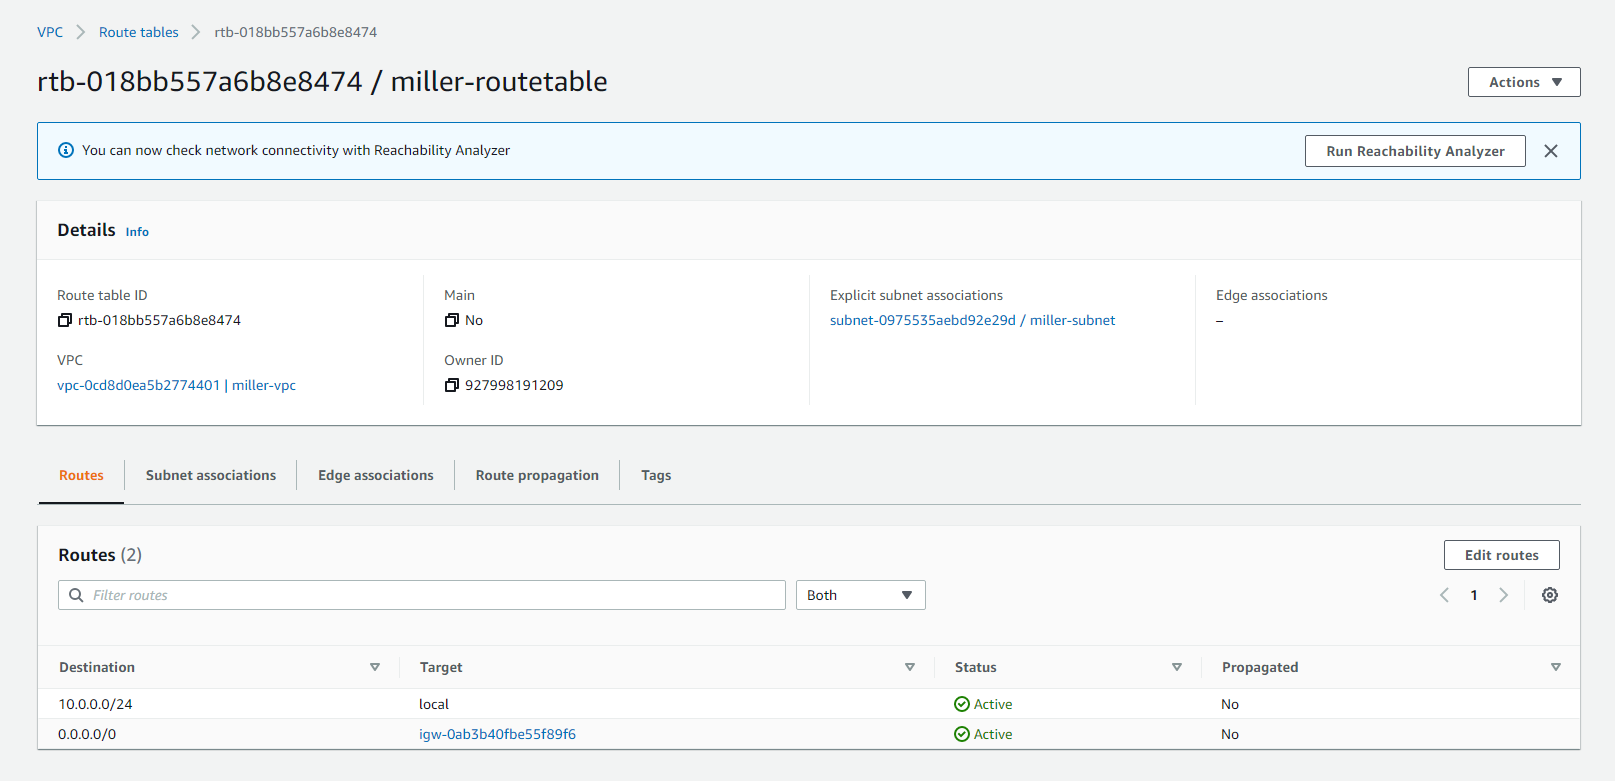 VPC > Route tables > rtb-018bb557a6b8e8474
rtb-018bb557a6b8e8474 / miller-routetable
Actions
You can now check network connectivity with Reachability Analyzer
Run Reachability Analyzer
Details Info
Route table ID
rtb-018bb557a6b8e8474
VPC
vpc-0cd8d0ea5b2774401 | miller-vpc
Main
No
Owner ID
927998191209
Explicit subnet associations
subnet-0975535aebd92e29d / miller-subnet
Edge associations
–
Routes Subnet associations Edge associations Route propagation Tags
Routes (2)
Edit routes
Filter routes
Both
1
Destination Target Status Propagated
10.0.0.0/24 local Active No
0.0.0.0/0 igw-0ab3b40fbe55f89f6 Active No